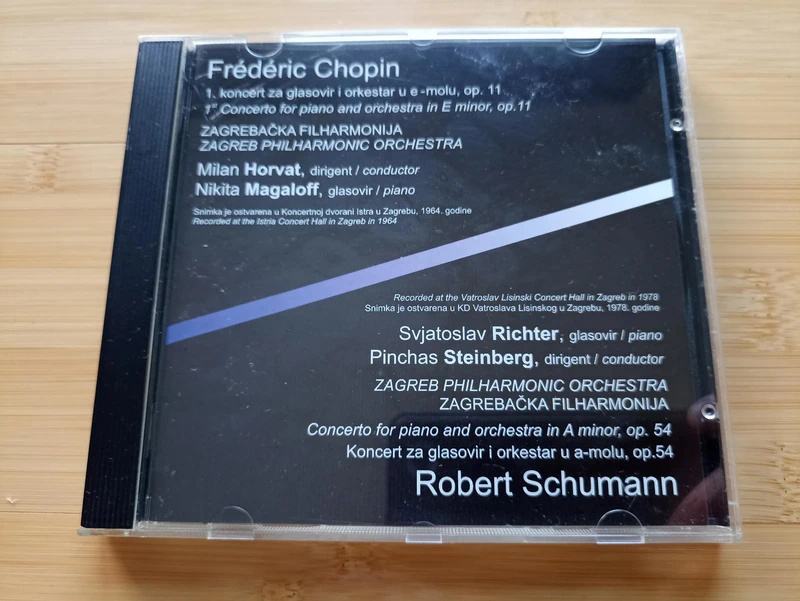 Frédéric Chopin
1. koncert za glasovir i orkestar u e-molu, op. 11
1st Concerto for piano and orchestra in E minor, op.11
ZAGREBAČKA FILHARMONIJA
ZAGREB PHILHARMONIC ORCHESTRA
Milan Horvat, dirigent / conductor
Nikita Magaloff, glasovir / piano
Snimka je ostvarena u Koncertnoj dvorani Istra u Zagrebu, 1964. godine
Recorded at the Istria Concert Hall in Zagreb in 1964
Recorded at the Vatroslav Lisinski Concert Hall in Zagreb in 1978
Snimka je ostvarena u KD Vatroslava Lisinskog u Zagrebu, 1978. godine
Svjatoslav Richter, glasovir / piano
Pinchas Steinberg, dirigent / conductor
ZAGREB PHILHARMONIC ORCHESTRA
ZAGREBAČKA FILHARMONIJA
Concerto for piano and orchestra in A minor, op. 54
Koncert za glasovir i orkestar u a-molu, op.54
Robert Schumann